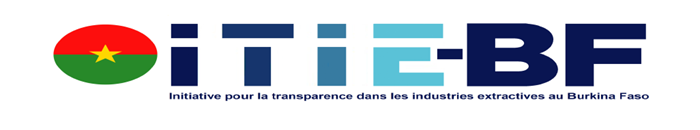 iTiE-BF
Initiative pour la transparence dans les industries extractives au Burkina Faso